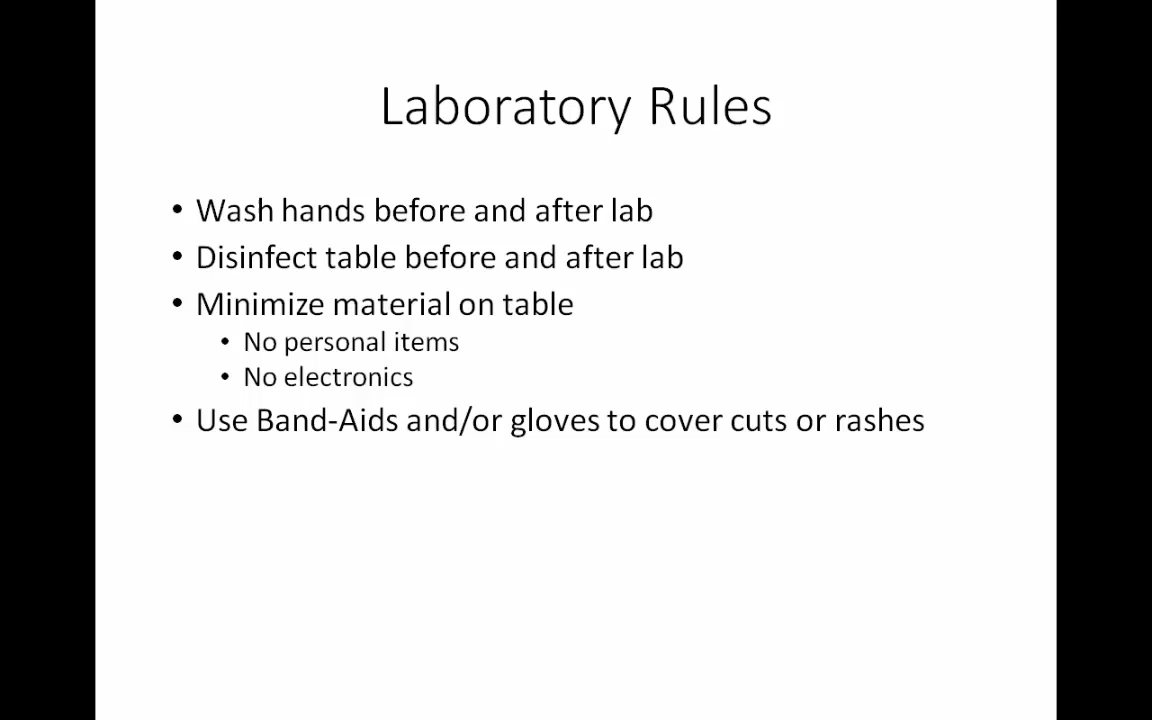 Laboratory Rules
• Wash hands before and after lab
• Disinfect table before and after lab
• Minimize material on table
• No personal items
• No electronics
• Use Band-Aids and/or gloves to cover cuts or rashes